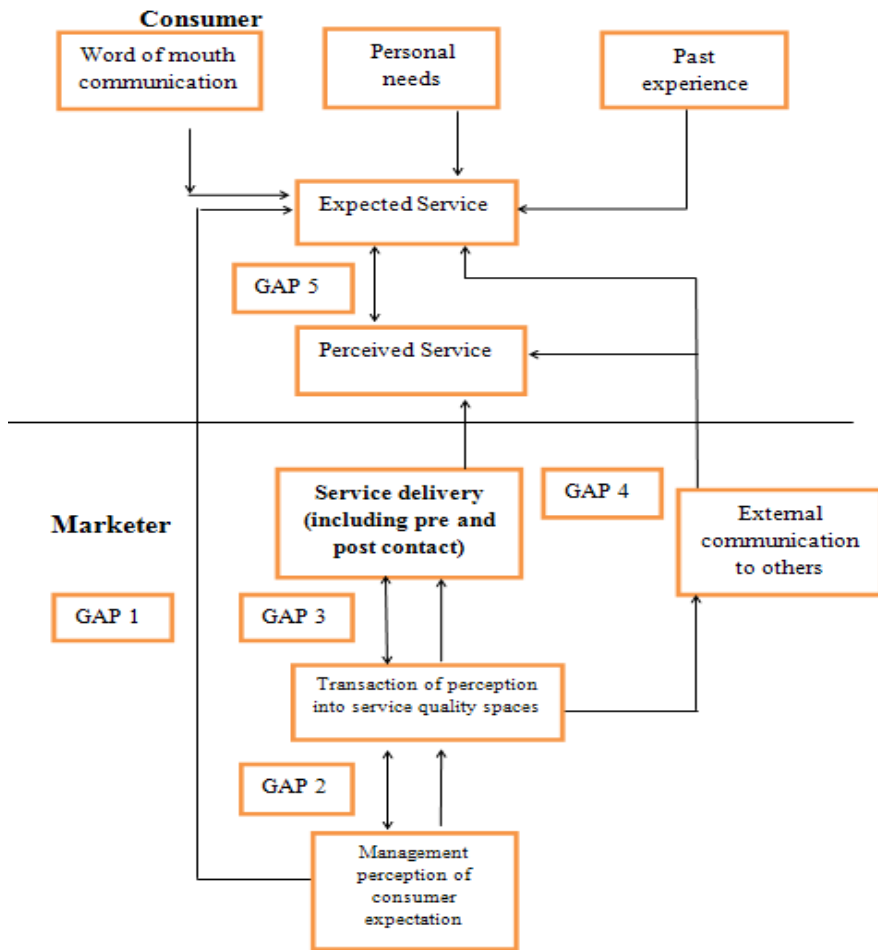 Consumer
Word of mouth
communication
Personal
needs
Past
experience
Expected Service
GAP 5
Perceived Service
Service delivery
(including pre and
post contact)
GAP 4
External
communication
to others
Marketer
GAP 1
GAP 3
Transaction of perception
into service quality spaces
GAP 2
Management
perception of
consumer
expectation